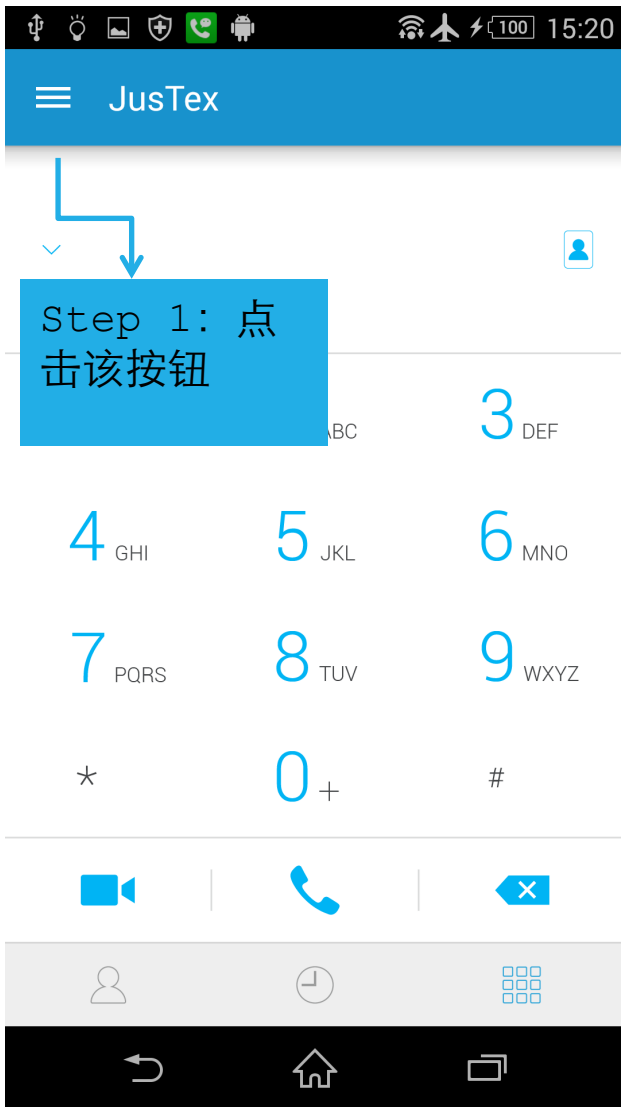 100 15:20
JusTex
Step 1: 点
击该按钮
BC 3 DEF
4 GHI 5 JKL 6 MNO
7 PQRS 8 TUV 9 WXYZ
* 0 + #